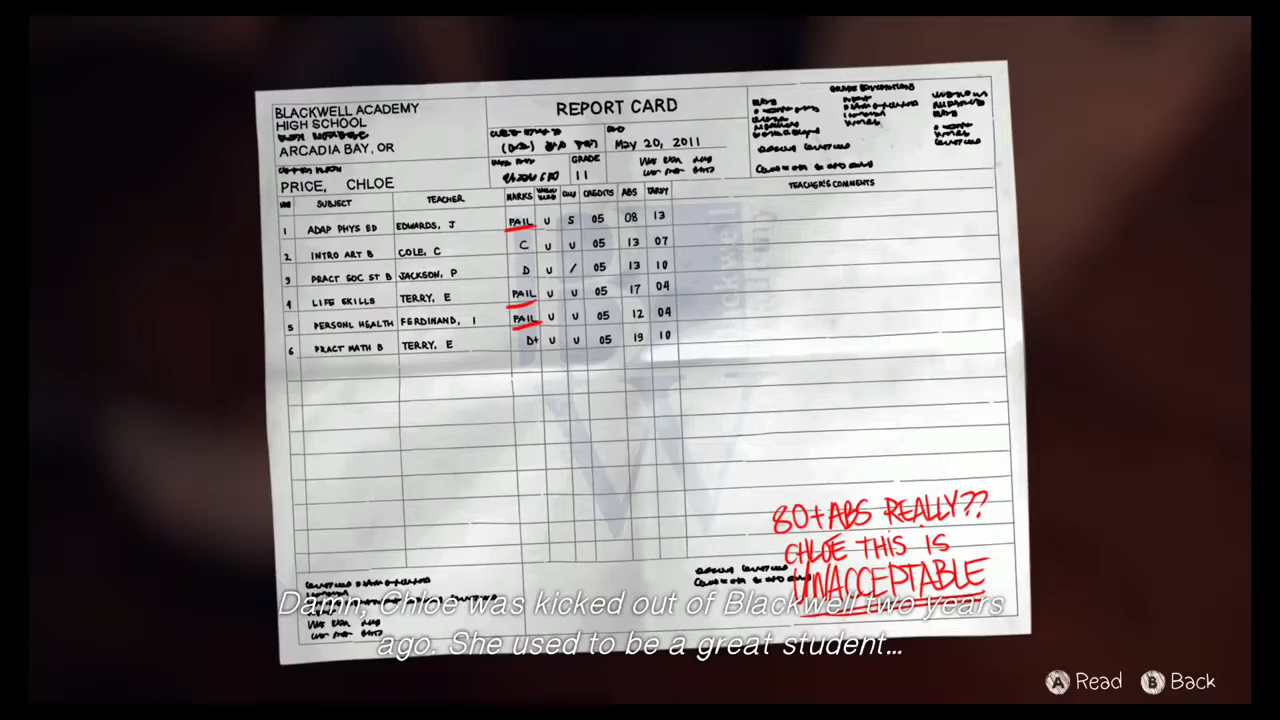 BLACKWELL ACADEMY
HIGH SCHOOL
ARCADIA BAY, OR
PRICE, CHLOE
REPORT CARD
May 20, 2011
GRADE
11
SUBJECT TEACHER MARKS CREDITS ABS TARDY TEACHER'S COMMENTS
1 ADAP PHYS ED EDWARDS, J FAIL U S 05 08 13
2 INTRO ART B COLE, C C U U 05 13 07
3 PRACT SOC ST B JACKSON, P D U / 05 13 10
4 LIFE SKILLS TERRY, E FAIL U U 05 17 04
5 PERSONL HEALTH FERDINAND, I FAIL U U 05 12 04
6 PRACT MATH B TERRY, E D+ U U 05 19 10
80+ ABS REALLY??
CHLOE THIS IS
UNACCEPTABLE
Damn, Chloe was kicked out of Blackwell two years
ago. She used to be a great student...
A Read B Back